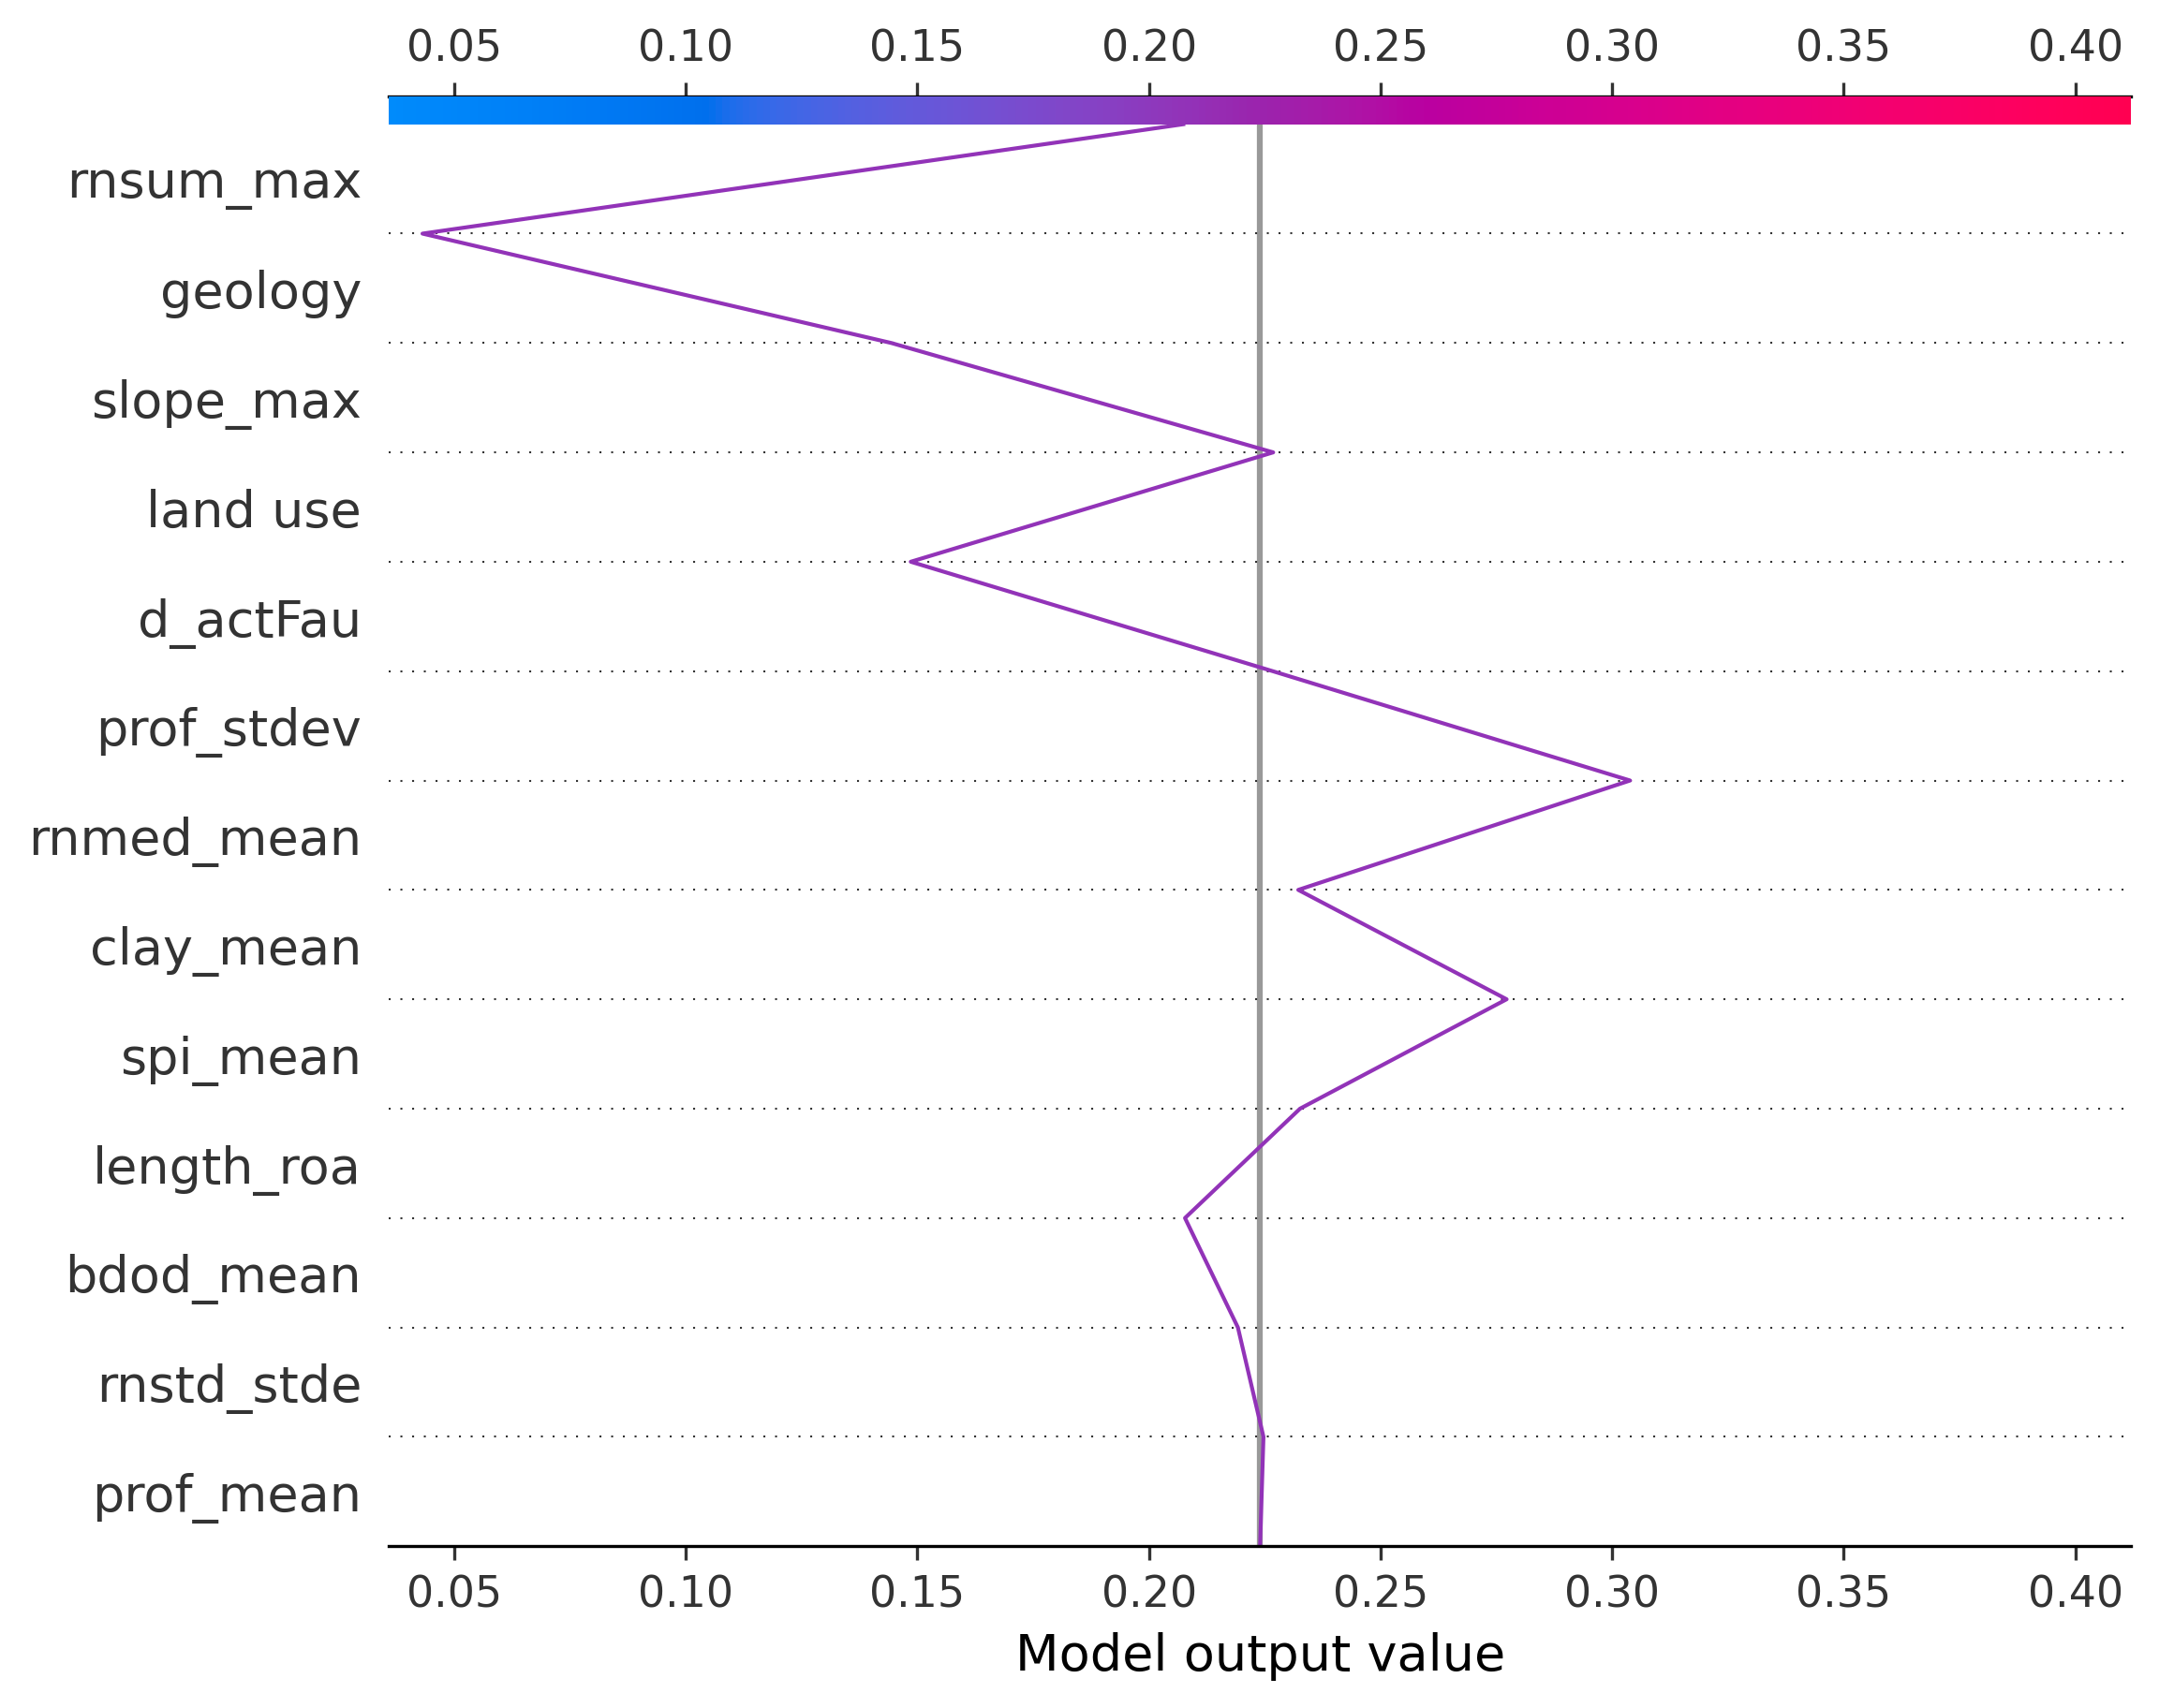 0.05 0.10 0.15 0.20 0.25 0.30 0.35 0.40
rnsum_max
geology
slope_max
land use
d_actFau
prof_stdev
rnmed_mean
clay_mean
spi_mean
length_roa
bdod_mean
rnstd_stde
prof_mean
0.05 0.10 0.15 0.20 0.25 0.30 0.35 0.40
Model output value